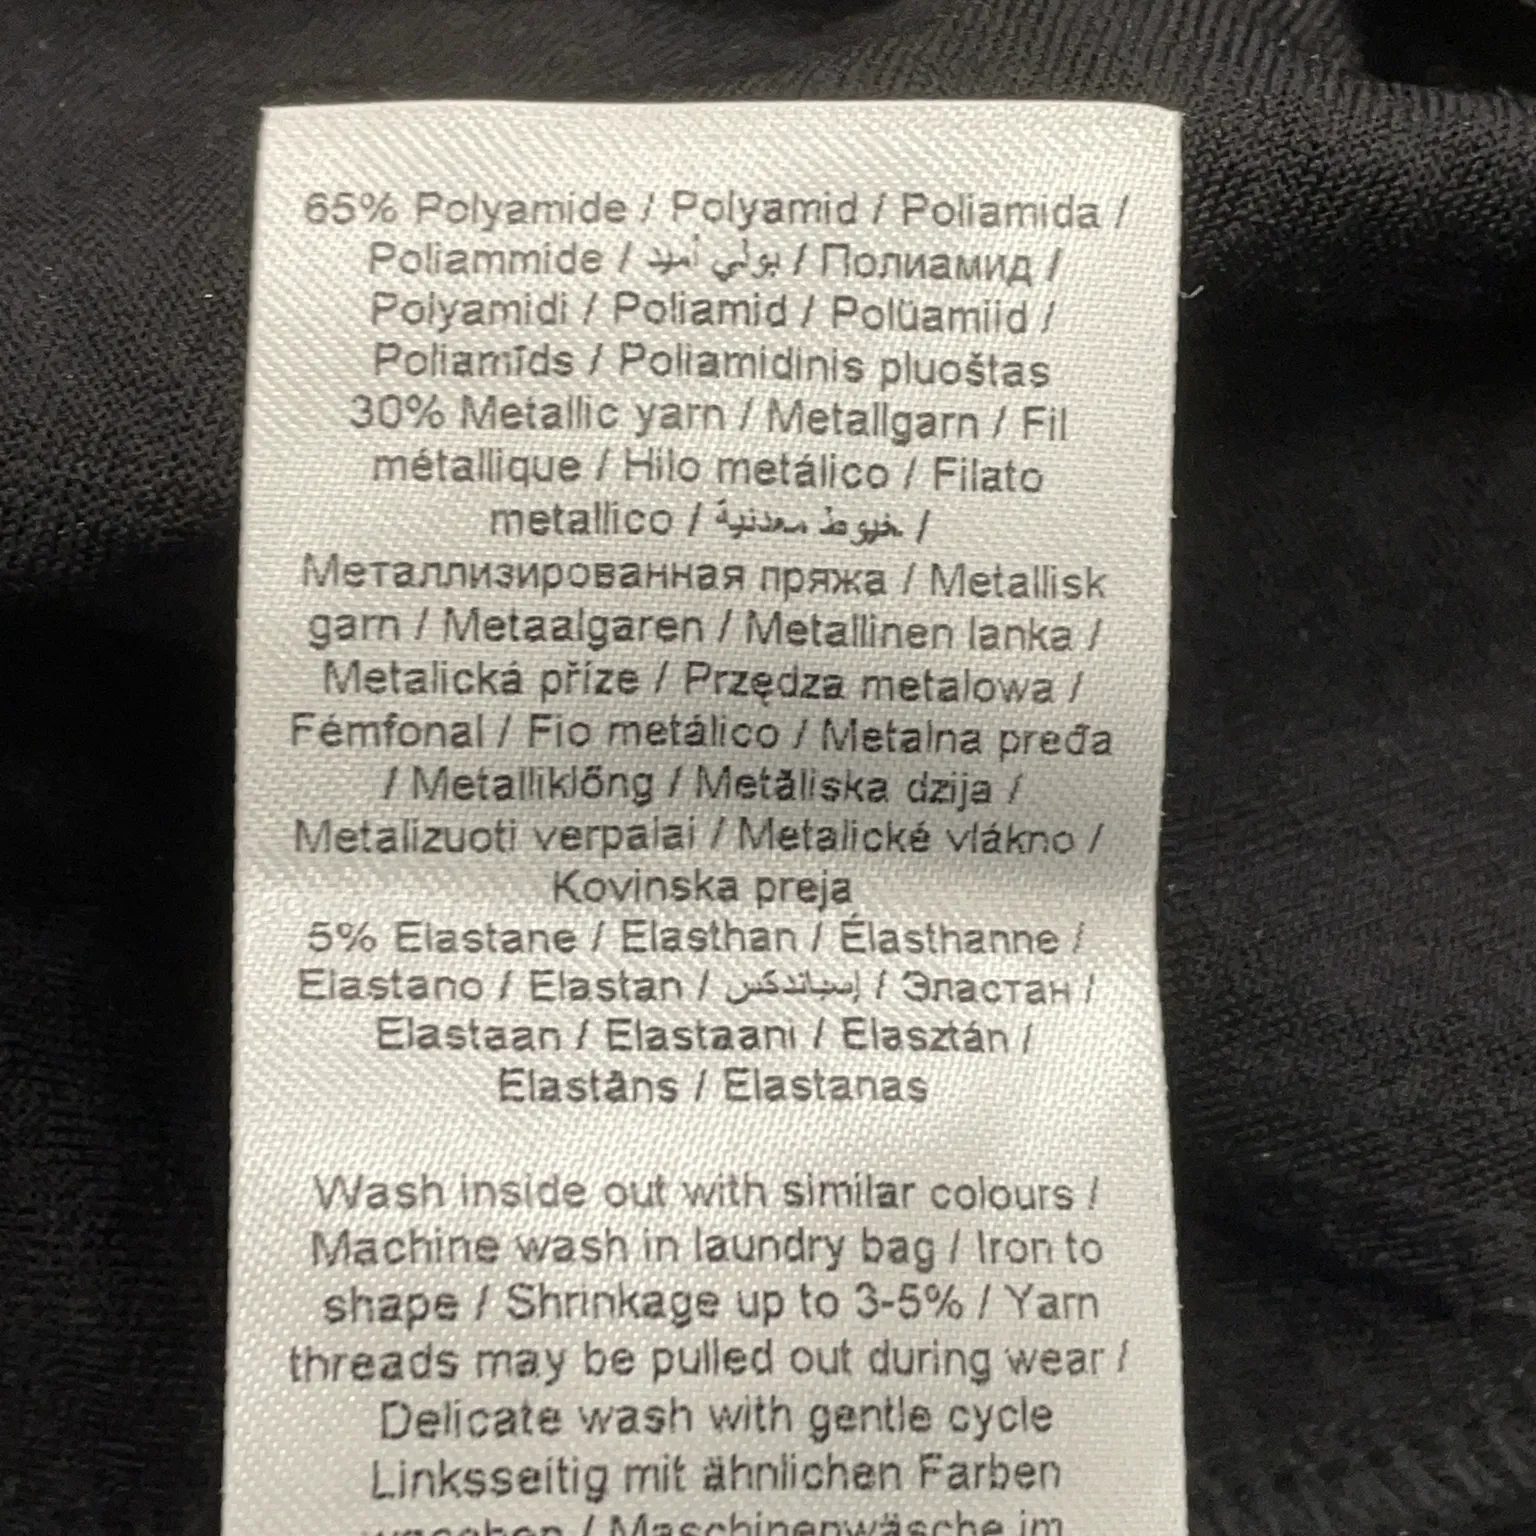 65% Polyamide / Polyamid / Poliamida /
Poliammide / بولي أميد / Полиамид /
Polyamidi / Poliamid / Polüamiid /
Poliamīds / Poliamidinis pluoštas
30% Metallic yarn / Metallgarn / Fil
métallique / Hilo metálico / Filato
metallico / خيوط معدنية /
Металлизированная пряжа / Metallisk
garn / Metaalgaren / Metallinen lanka /
Metalická příze / Przędza metalowa /
Fémfonal / Fio metálico / Metalna pređa
/ Metalliklõng / Metāliska dzija /
Metalizuoti verpalai / Metalické vlákno /
Kovinska preja
5% Elastane / Elasthan / Élasthanne /
Elastano / Elastan / إسباندكس / Эластан /
Elastaan / Elastaani / Elasztán /
Elastāns / Elastanas
Wash inside out with similar colours /
Machine wash in laundry bag / Iron to
shape / Shrinkage up to 3-5% / Yarn
threads may be pulled out during wear /
Delicate wash with gentle cycle
Linksseitig mit ähnlichen Farben
waschen / Maschinenwäsche im